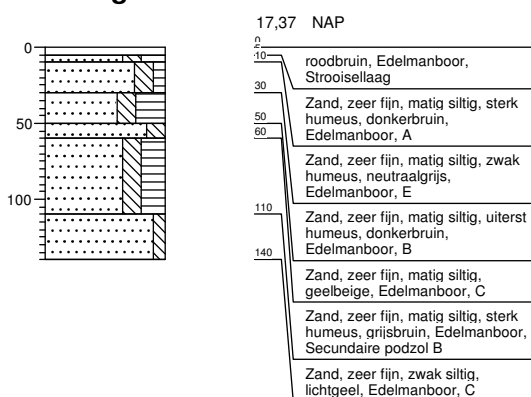 17,37 NAP
0
0
10
roodbruin, Edelmanboor,
Strooisellaag
30
Zand, zeer fijn, matig siltig, sterk
humeus, donkerbruin,
Edelmanboor, A
50
50
60
Zand, zeer fijn, matig siltig, zwak
humeus, neutraalgrijs,
Edelmanboor, E
100
110
Zand, zeer fijn, matig siltig, uiterst
humeus, donkerbruin,
Edelmanboor, B
140
Zand, zeer fijn, matig siltig,
geelbeige, Edelmanboor, C
Zand, zeer fijn, matig siltig, sterk
humeus, grijsbruin, Edelmanboor,
Secundaire podzol B
Zand, zeer fijn, zwak siltig,
lichtgeel, Edelmanboor, C